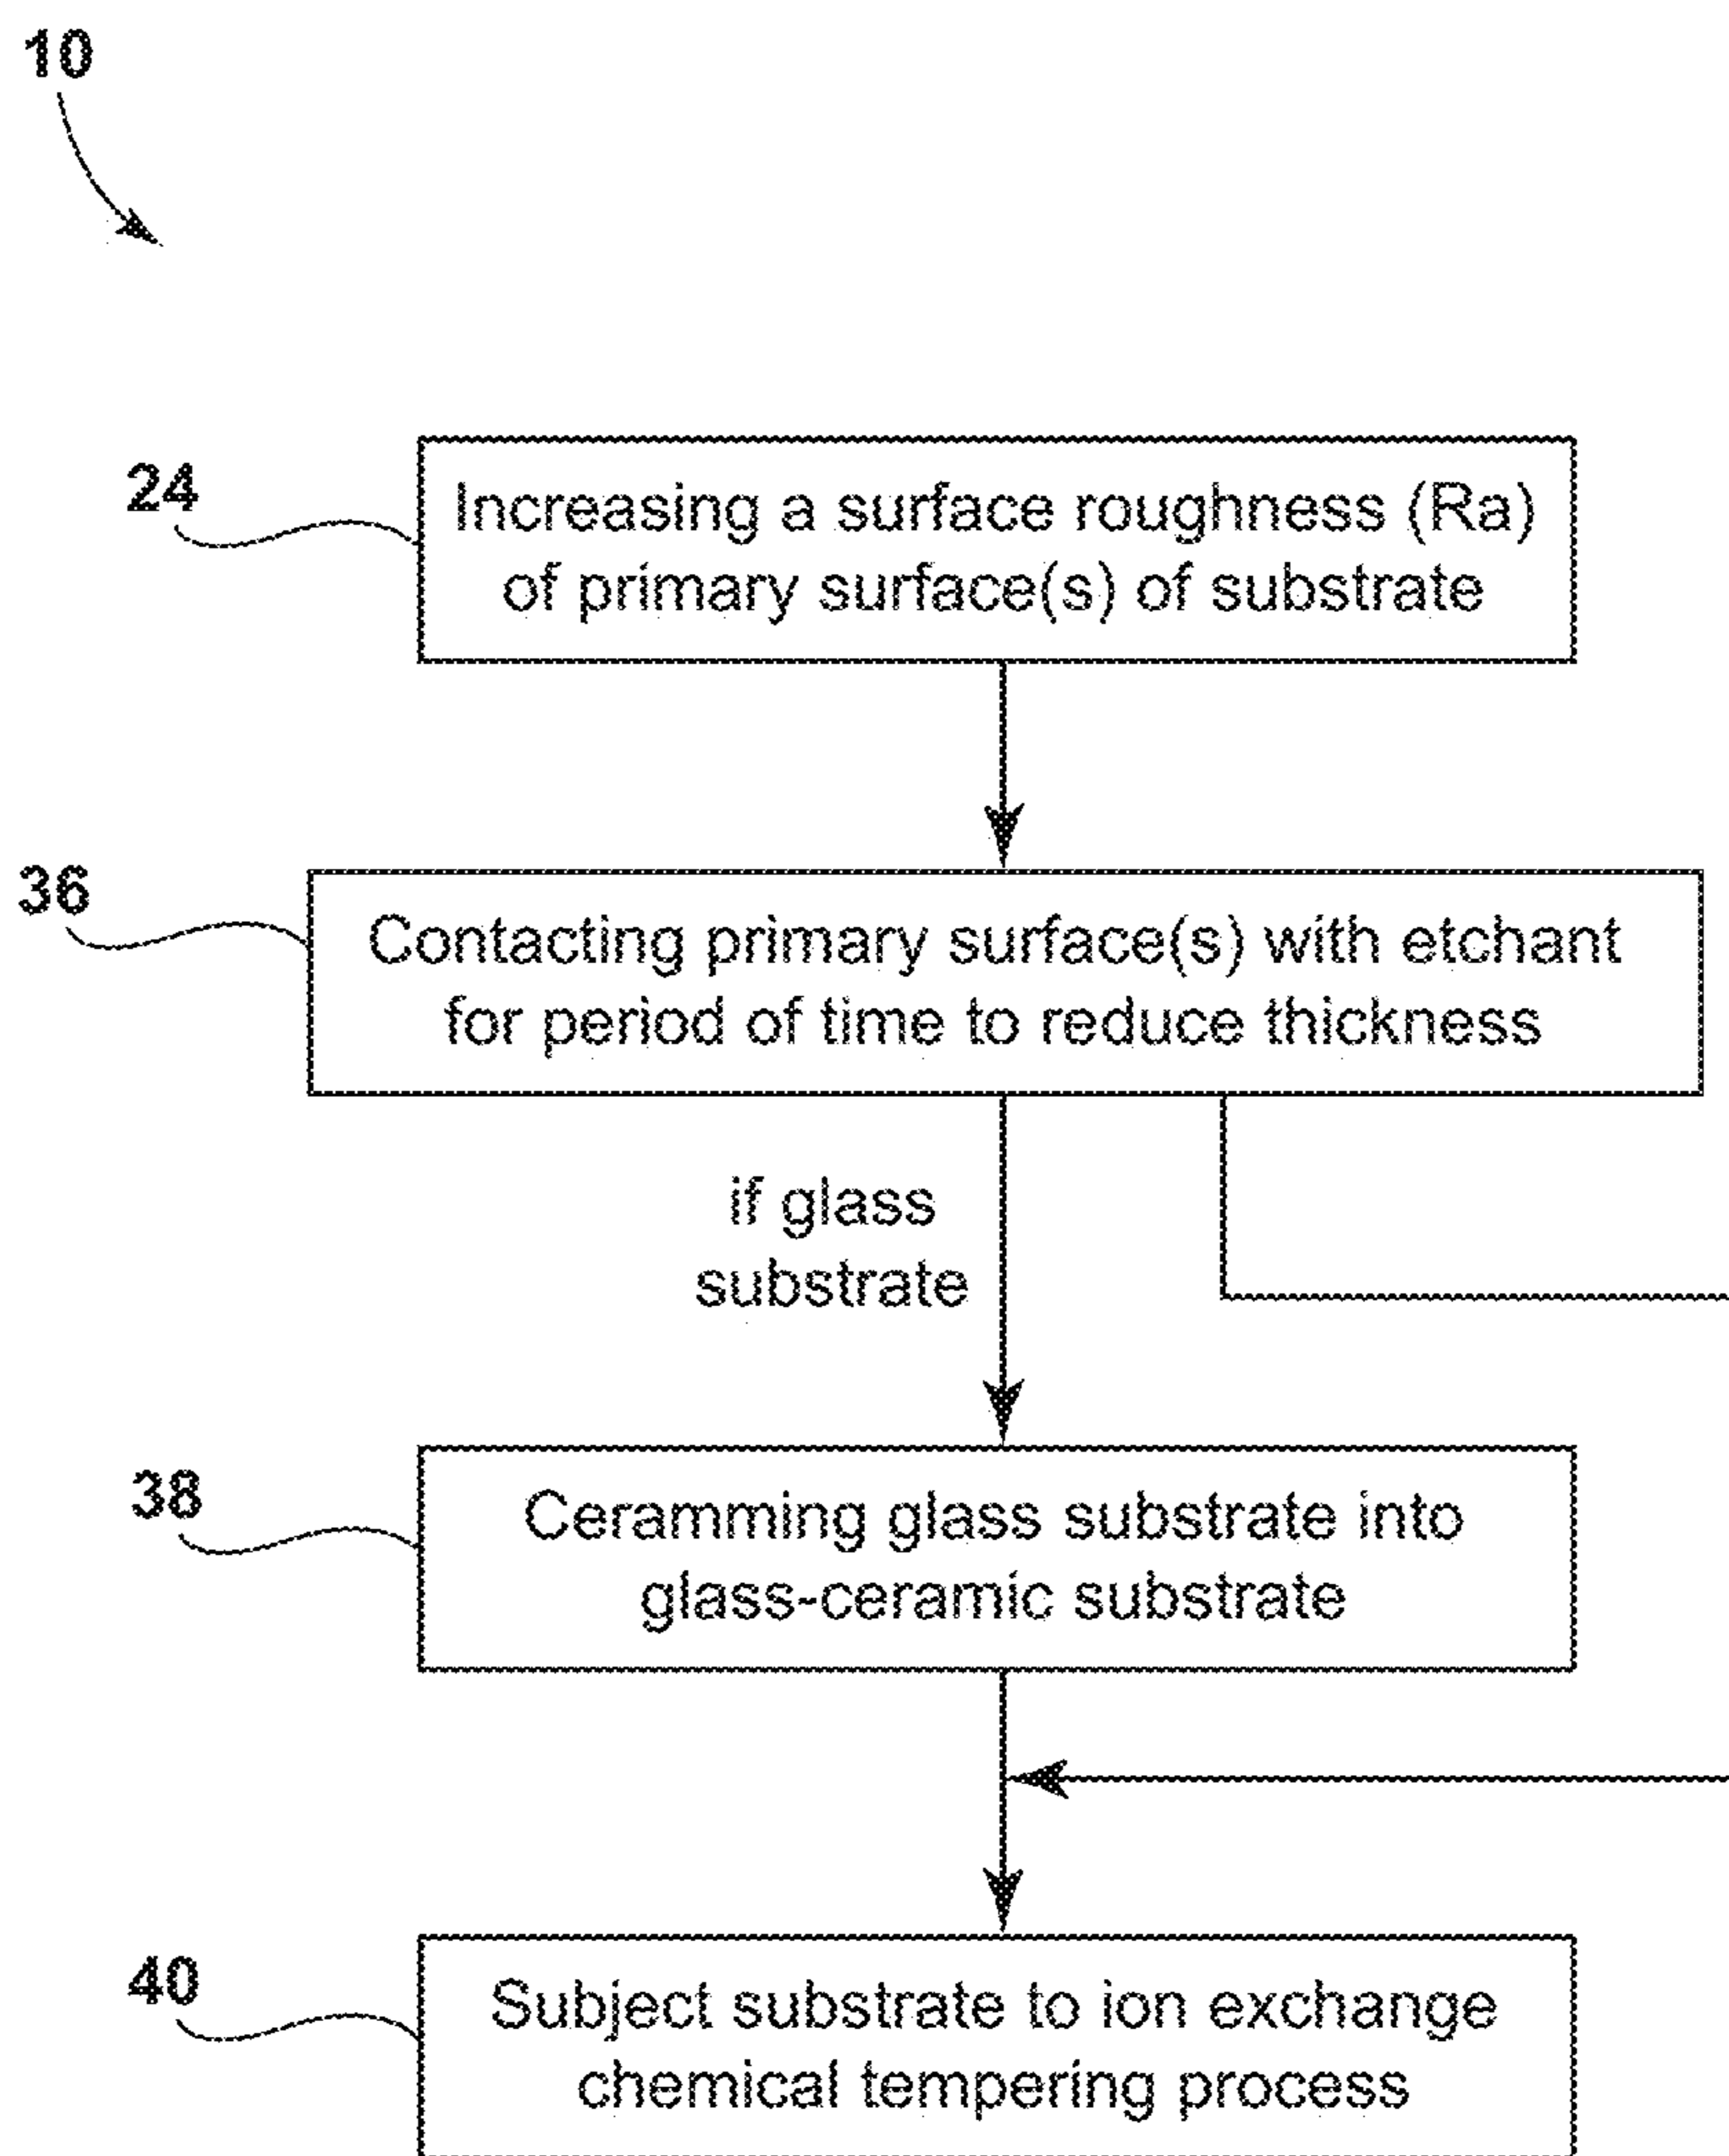 10
24
Increasing a surface roughness (Ra)
of primary surface(s) of substrate
36
Contacting primary surface(s) with etchant
for period of time to reduce thickness
if glass
substrate
38
Ceramming glass substrate into
glass-ceramic substrate
40
Subject substrate to ion exchange
chemical tempering process